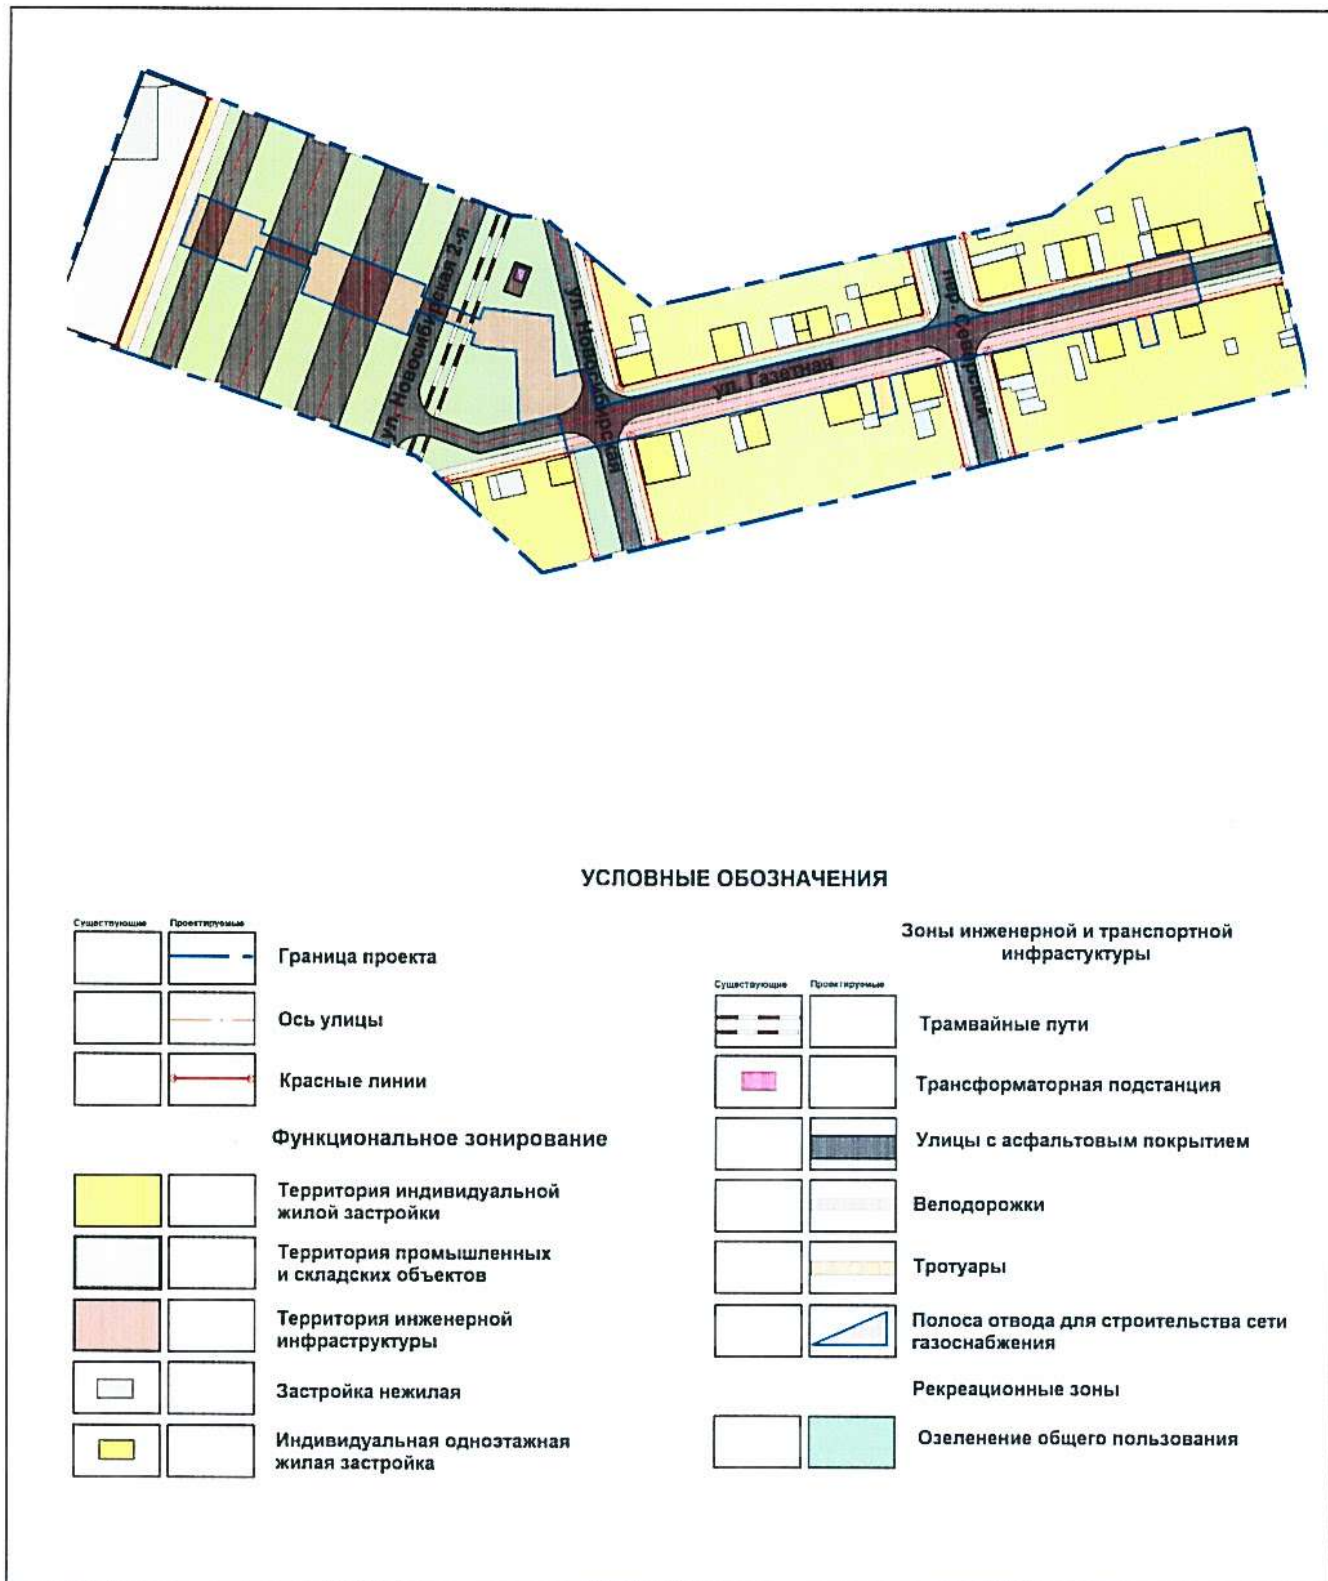 ул. Новосибирская 2-я
ул. Новосибирская
ул. Газетная
пер. Северский
УСЛОВНЫЕ ОБОЗНАЧЕНИЯ
Существующие Проектируемые
Граница проекта
Ось улицы
Красные линии
Функциональное зонирование
Территория индивидуальной
жилой застройки
Территория промышленных
и складских объектов
Территория инженерной
инфраструктуры
Застройка нежилая
Индивидуальная одноэтажная
жилая застройка
Зоны инженерной и транспортной
инфрастуктуры
Существующие Проектируемые
Трамвайные пути
Трансформаторная подстанция
Улицы с асфальтовым покрытием
Велодорожки
Тротуары
Полоса отвода для строительства сети
газоснабжения
Рекреационные зоны
Озеленение общего пользования